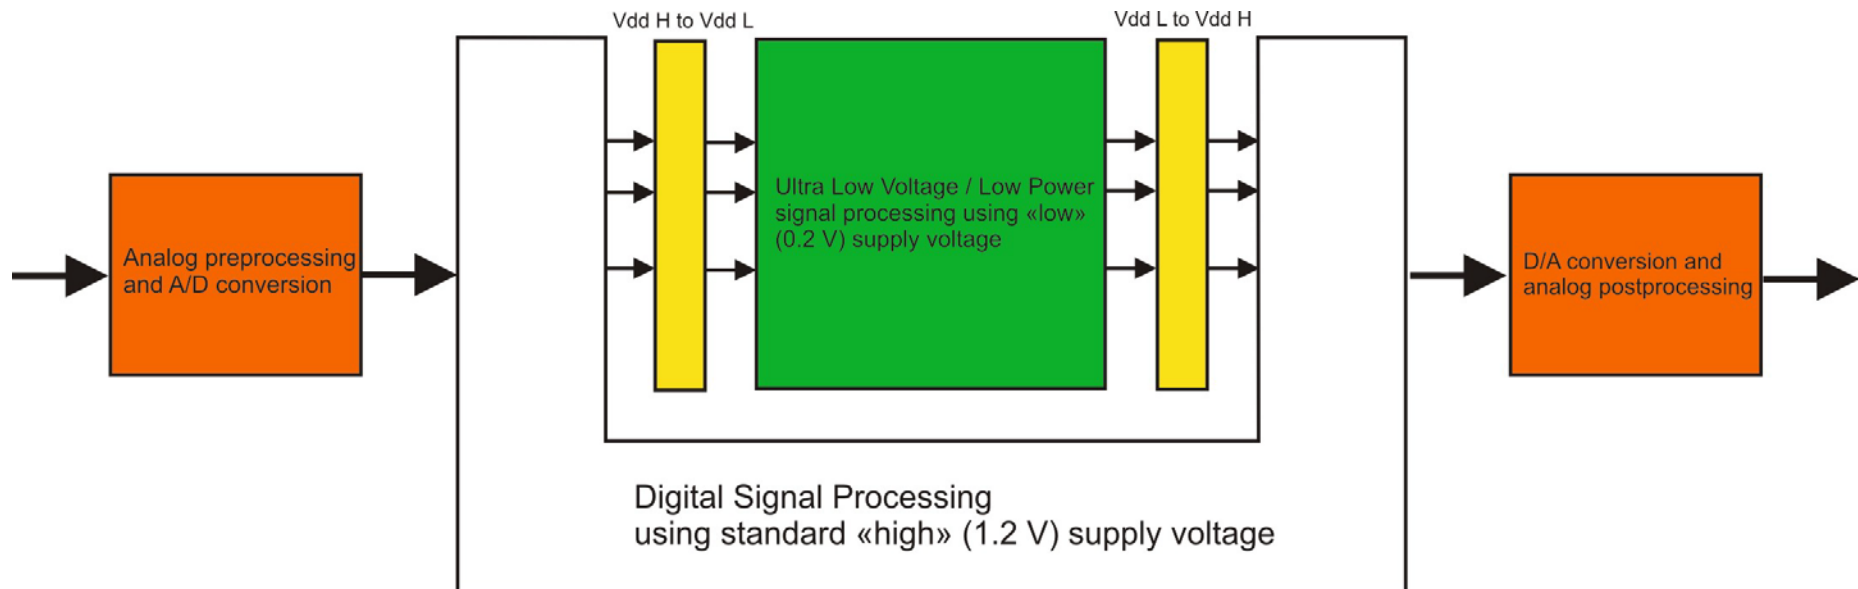 Vdd H to Vdd L
Vdd L to Vdd H
Analog preprocessing
and A/D conversion
Ultra Low Voltage / Low Power
signal processing using «low»
(0.2 V) supply voltage
D/A conversion and
analog postprocessing
Digital Signal Processing
using standard «high» (1.2 V) supply voltage